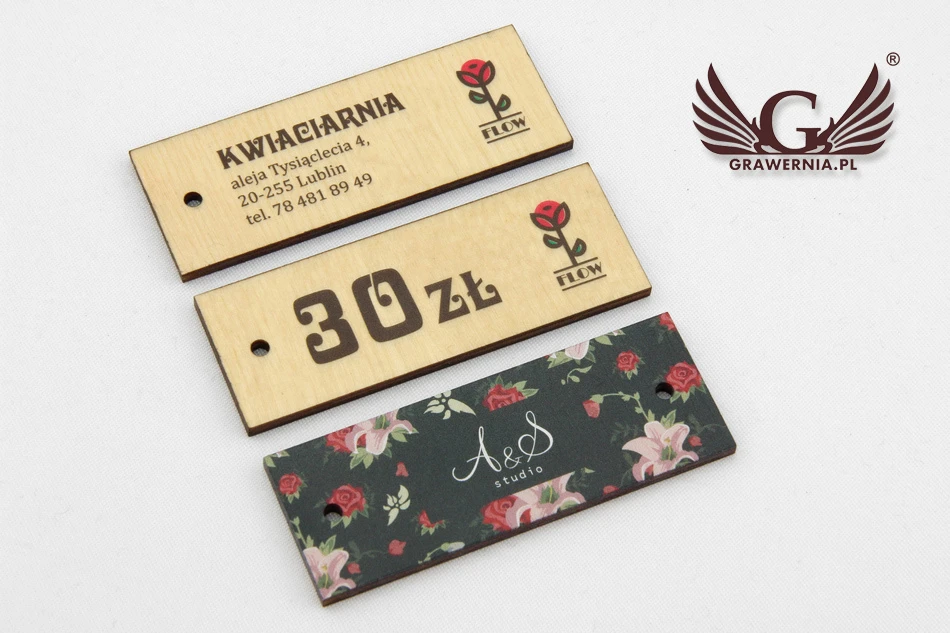 KWIACIARNIA
aleja Tysiąclecia 4,
20-255 Lublin
tel. 78 481 89 49
FLOW
30 ZŁ
FLOW
A&S
studio
G®
GRAWERNIA.PL